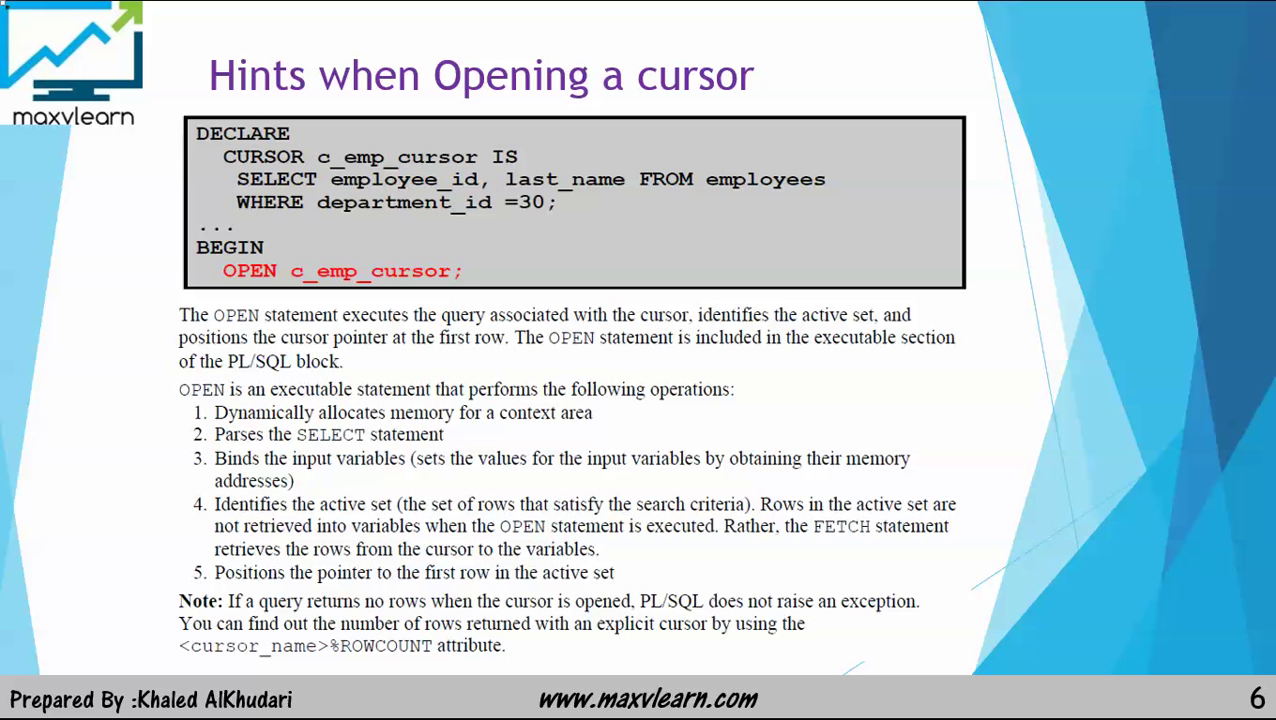 maxvlearn
Hints when Opening a cursor
DECLARE
CURSOR c_emp_cursor IS
SELECT employee_id, last_name FROM employees
WHERE department_id =30;
...
BEGIN
OPEN c_emp_cursor;
The OPEN statement executes the query associated with the cursor, identifies the active set, and
positions the cursor pointer at the first row. The OPEN statement is included in the executable section
of the PL/SQL block.
OPEN is an executable statement that performs the following operations:
1. Dynamically allocates memory for a context area
2. Parses the SELECT statement
3. Binds the input variables (sets the values for the input variables by obtaining their memory
addresses)
4. Identifies the active set (the set of rows that satisfy the search criteria). Rows in the active set are
not retrieved into variables when the OPEN statement is executed. Rather, the FETCH statement
retrieves the rows from the cursor to the variables.
5. Positions the pointer to the first row in the active set
Note: If a query returns no rows when the cursor is opened, PL/SQL does not raise an exception.
You can find out the number of rows returned with an explicit cursor by using the
<cursor_name>%ROWCOUNT attribute.
Prepared By :Khaled AlKhudari
www.maxvlearn.com
6